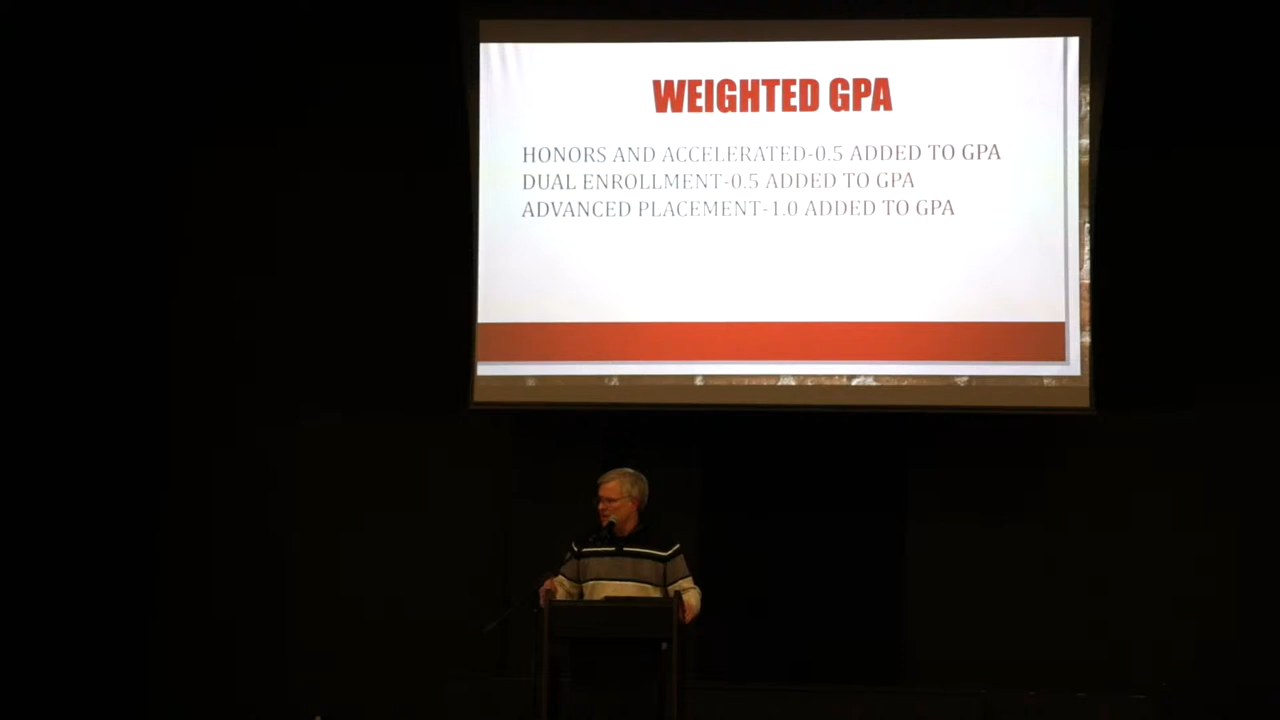 WEIGHTED GPA
HONORS AND ACCELERATED-0.5 ADDED TO GPA
DUAL ENROLLMENT-0.5 ADDED TO GPA
ADVANCED PLACEMENT-1.0 ADDED TO GPA